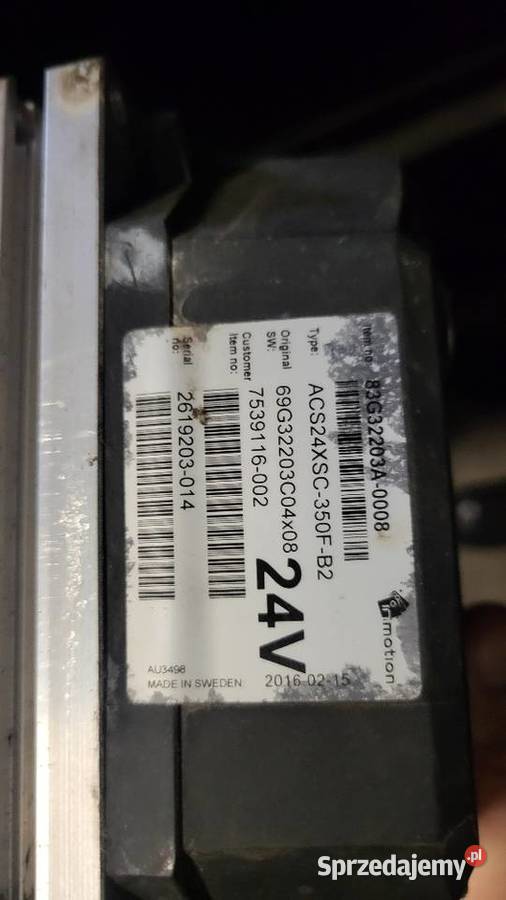 Item no: 83G32203A-0008
Type: ACS24XSC-350F-B2
Original SW: 69G32203C04x08
Customer Item no: 7539116-002
24V
Serial no: 2619203-014
inmotion
AU3498
MADE IN SWEDEN 2016-02-15
Sprzedajemy.pl